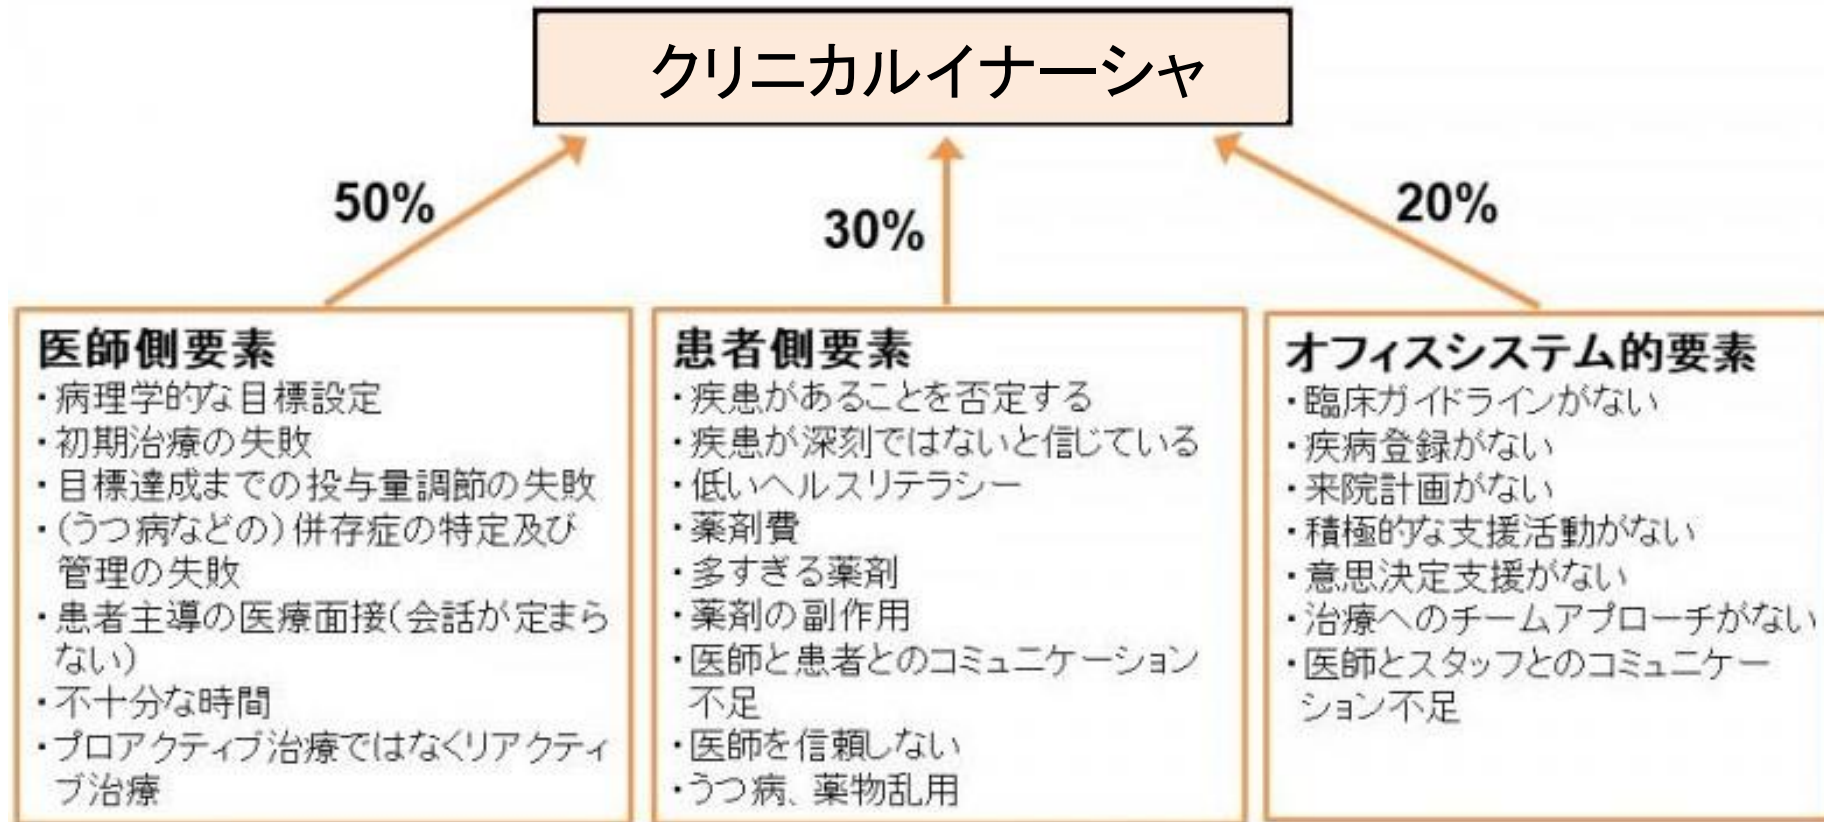 クリニカルイナーシャ
50%
30%
20%
医師側要素
・病理学的な目標設定
・初期治療の失敗
・目標達成までの投与量調節の失敗
・(うつ病などの)併存症の特定及び
管理の失敗
・患者主導の医療面接(会話が定まら
ない)
・不十分な時間
・プロアクティブ治療ではなくリアクティ
ブ治療
患者側要素
・疾患があることを否定する
・疾患が深刻ではないと信じている
・低いヘルスリテラシー
・薬剤費
・多すぎる薬剤
・薬剤の副作用
・医師と患者とのコミュニケーション
不足
・医師を信頼しない
・うつ病、薬物乱用
オフィスシステム的要素
・臨床ガイドラインがない
・疾病登録がない
・来院計画がない
・積極的な支援活動がない
・意思決定支援がない
・治療へのチームアプローチがない
・医師とスタッフとのコミュニケー
ション不足